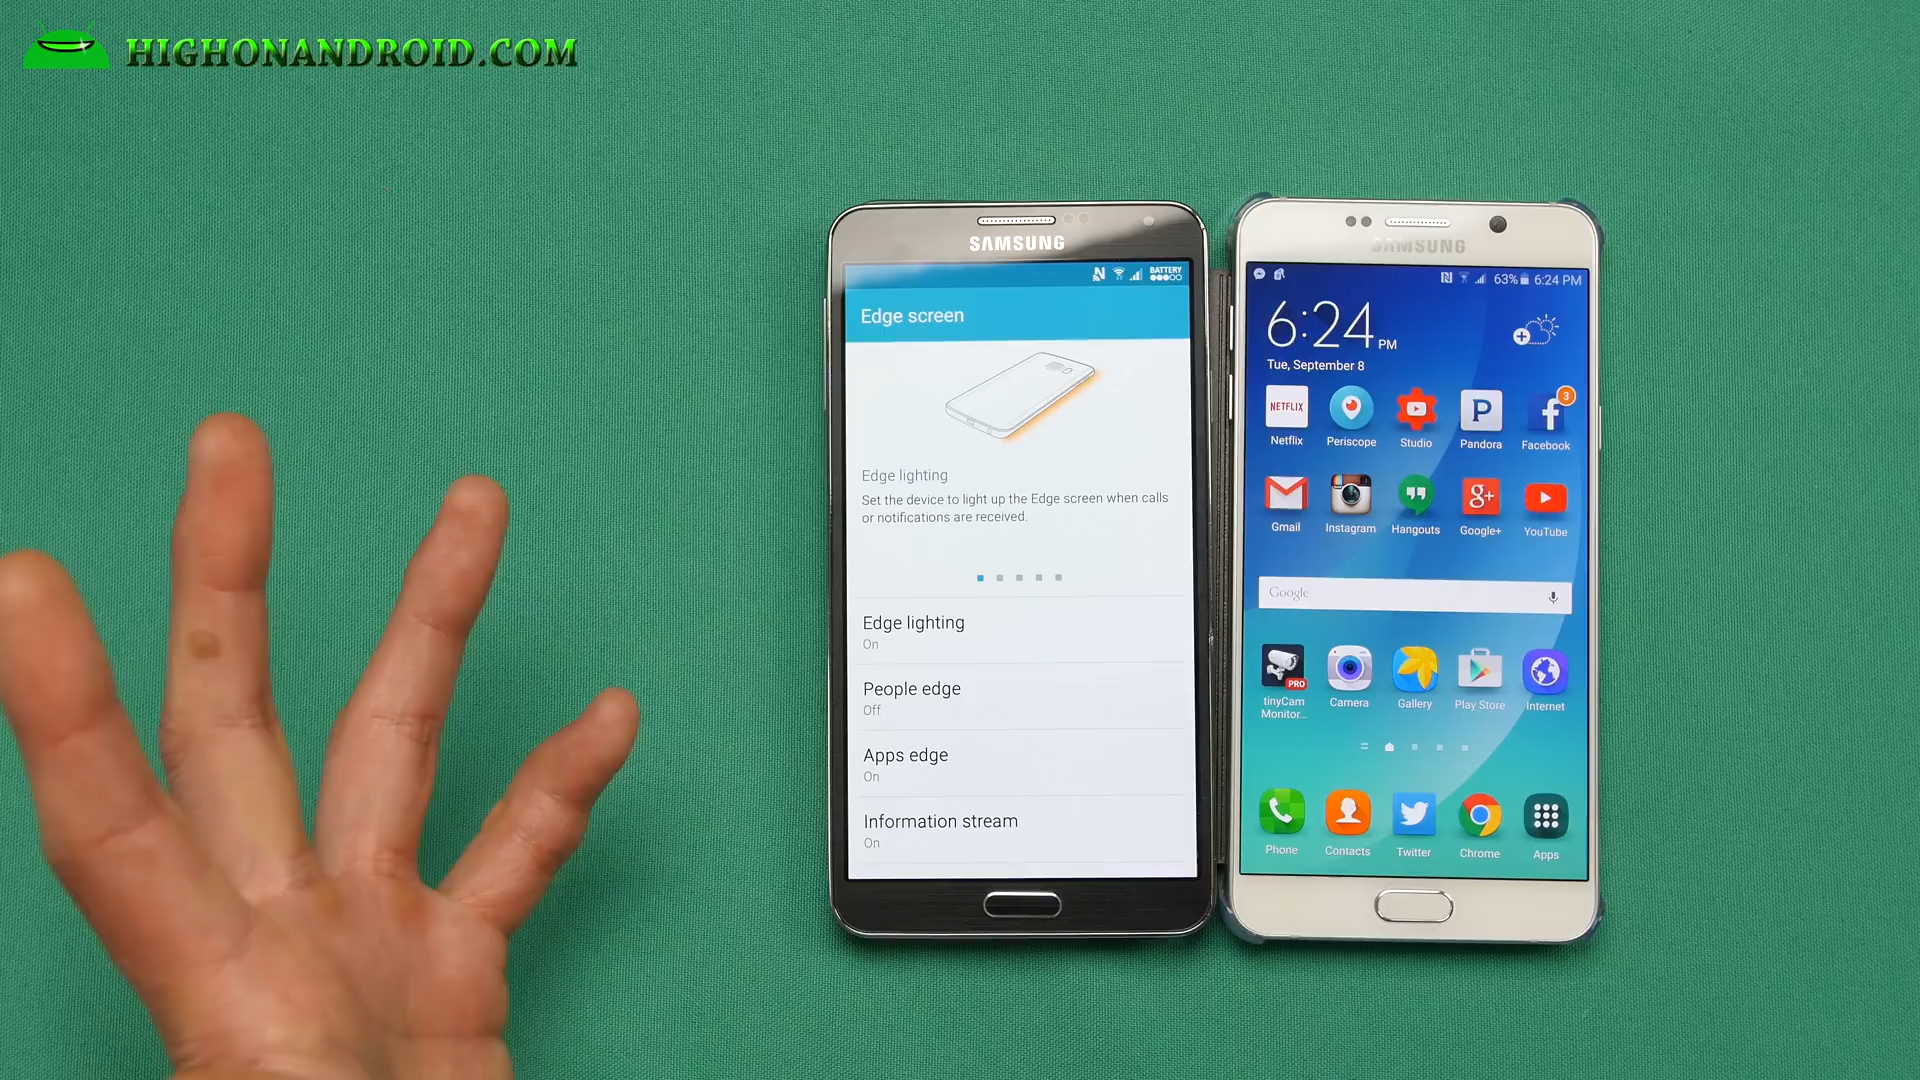 HIGHONANDROID.COM
SAMSUNG
BATTERY
Edge screen
Edge lighting
Set the device to light up the Edge screen when calls
or notifications are received.
Edge lighting
On
People edge
Off
Apps edge
On
Information stream
On
SAMSUNG
63% 6:24 PM
6:24 PM
Tue, September 8
NETFLIX
P
f
3
Netflix
Periscope
Studio
Pandora
Facebook
g+
Gmail
Instagram
Hangouts
Google+
YouTube
Google
PRO
tinyCam
Monitor...
Camera
Gallery
Play Store
Internet
Phone
Contacts
Twitter
Chrome
Apps